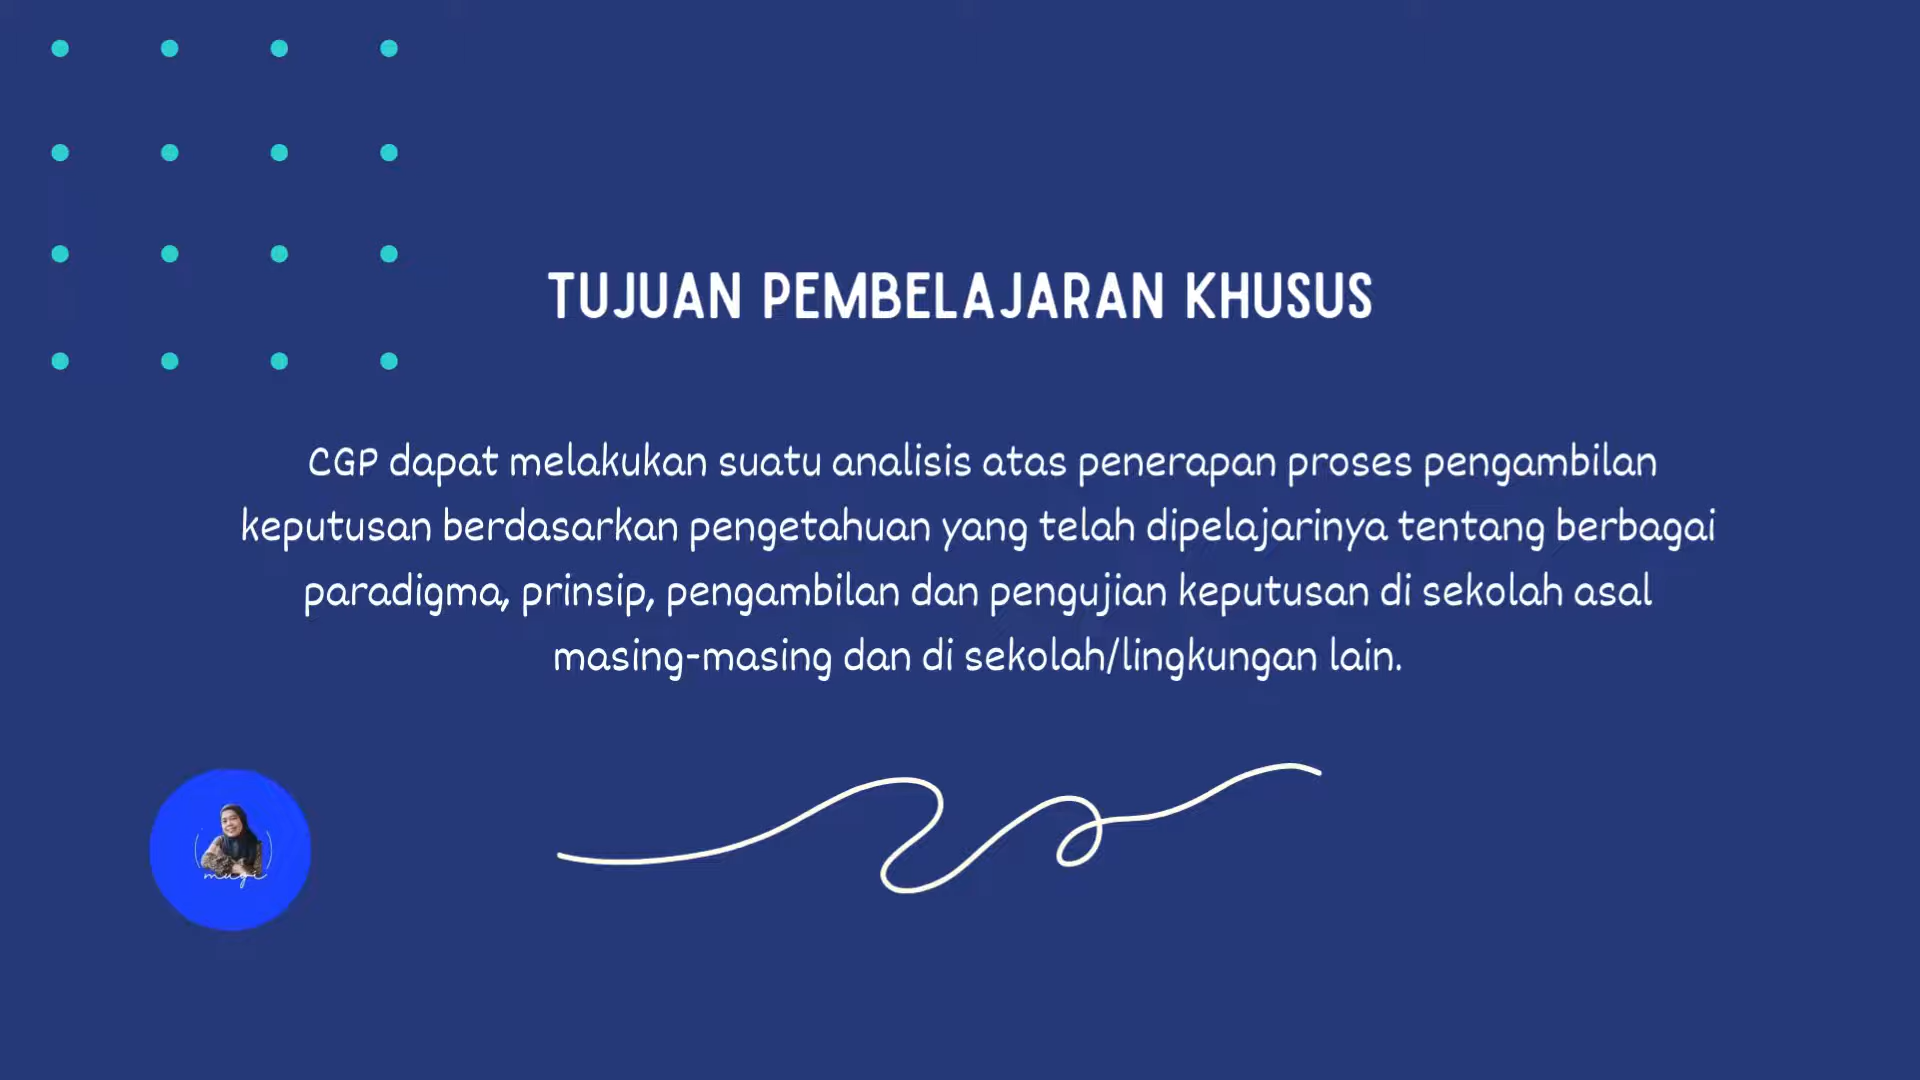 TUJUAN PEMBELAJARAN KHUSUS
CGP dapat melakukan suatu analisis atas penerapan proses pengambilan
keputusan berdasarkan pengetahuan yang telah dipelajarinya tentang berbagai
paradigma, prinsip, pengambilan dan pengujian keputusan di sekolah asal
masing-masing dan di sekolah/lingkungan lain.
mugi